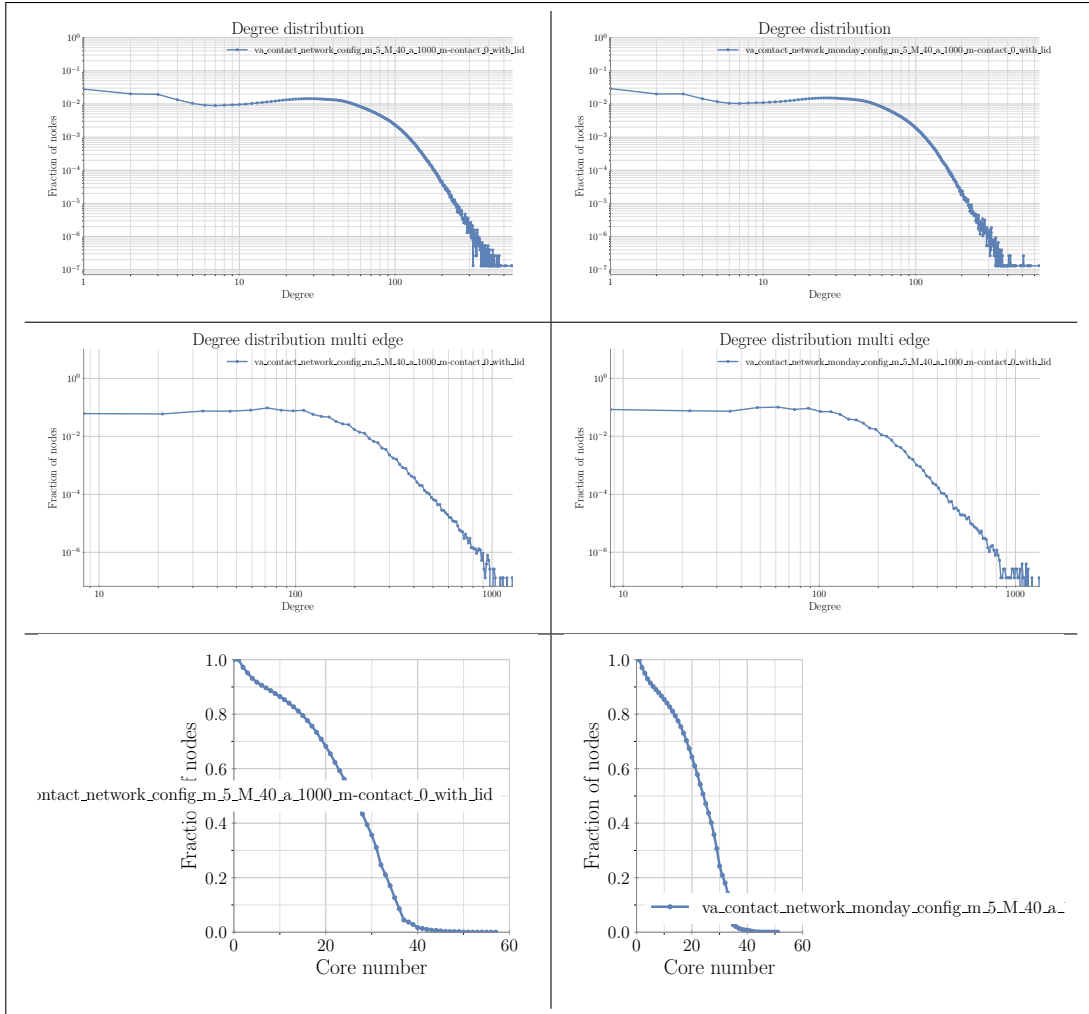 Degree distribution
va_contact_network_config_m_5_M_40_a_1000_m-contact_0_with_lid
Fraction of nodes
10^0
10^-1
10^-2
10^-3
10^-4
10^-5
10^-6
10^-7
1 10 100
Degree
Degree distribution
va_contact_network_monday_config_m_5_M_40_a_1000_m-contact_0_with_lid
Fraction of nodes
10^0
10^-1
10^-2
10^-3
10^-4
10^-5
10^-6
10^-7
1 10 100
Degree
Degree distribution multi edge
va_contact_network_config_m_5_M_40_a_1000_m-contact_0_with_lid
Fraction of nodes
10^0
10^-2
10^-4
10^-6
10 100 1000
Degree
Degree distribution multi edge
va_contact_network_monday_config_m_5_M_40_a_1000_m-contact_0_with_lid
Fraction of nodes
10^0
10^-2
10^-4
10^-6
10 100 1000
Degree
Fraction of nodes
1.0
0.8
0.6
ontact_network_config_m_5_M_40_a_1000_m-contact_0_with_lid
0.4
0.2
0.0
0 20 40 60
Core number
Fraction of nodes
1.0
0.8
0.6
0.4
0.2
va_contact_network_monday_config_m_5_M_40_a_
0.0
0 20 40 60
Core number